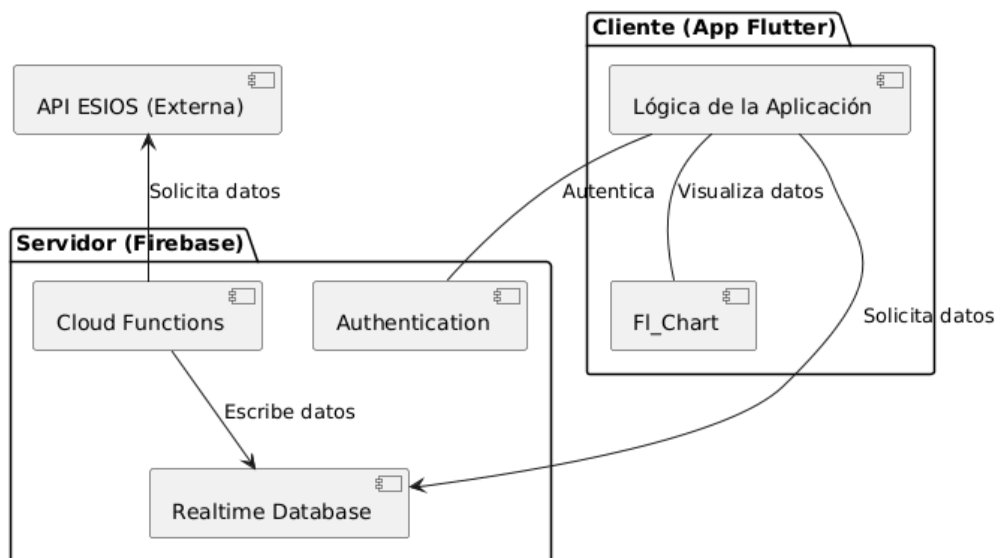 Cliente (App Flutter)
API ESIOS (Externa)
Lógica de la Aplicación
Solicita datos
Autentica
Visualiza datos
Servidor (Firebase)
Cloud Functions
Authentication
Fl_Chart
Solicita datos
Escribe datos
Realtime Database